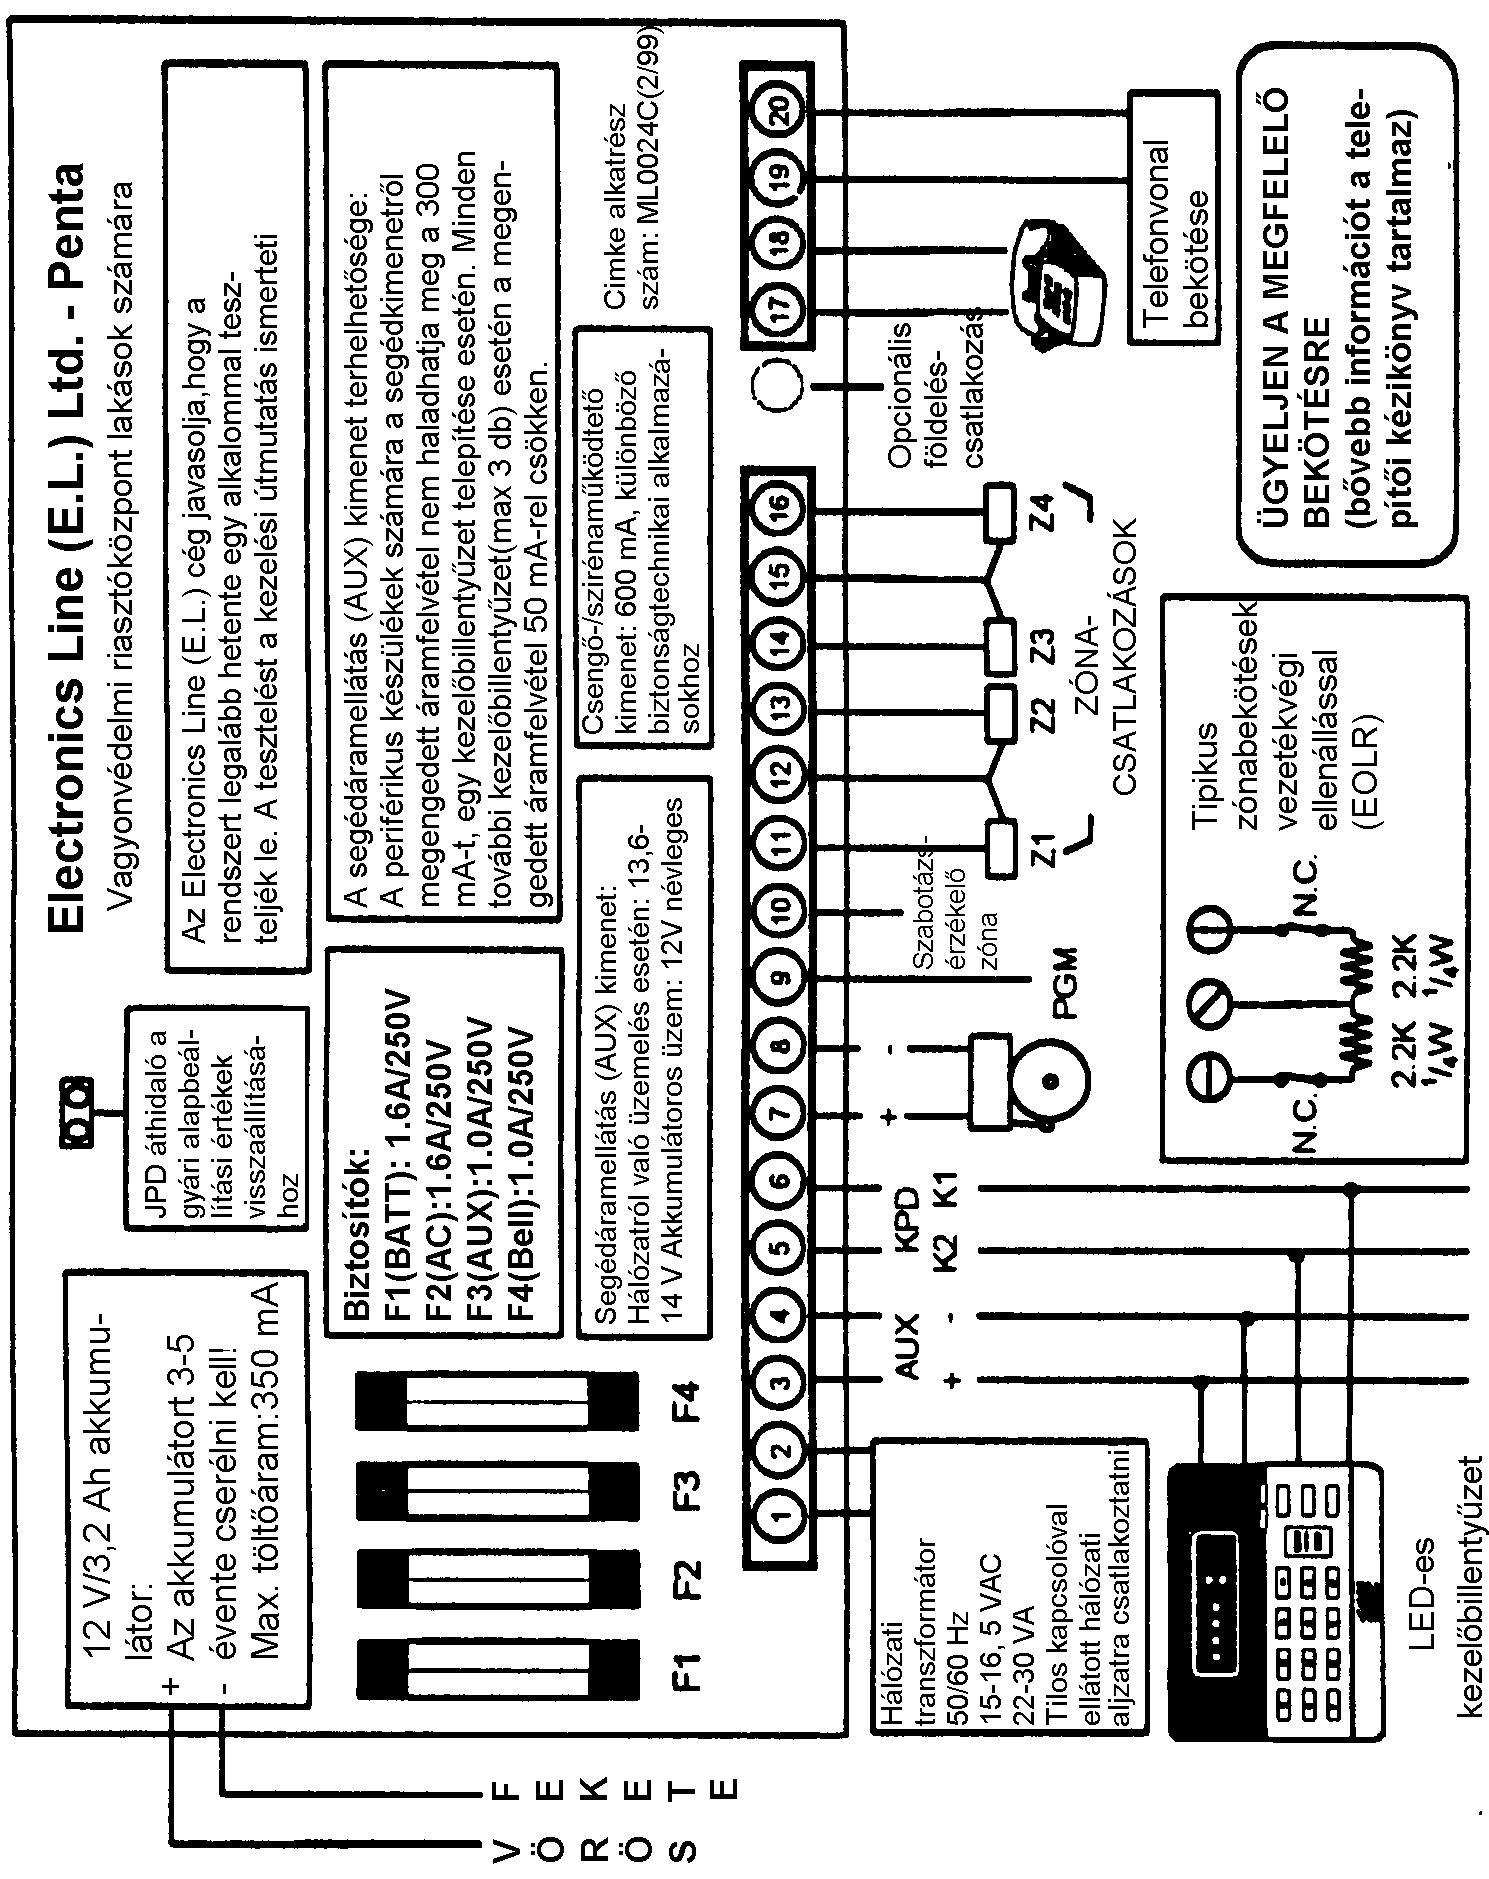 Electronics Line (E.L.) Ltd. - Penta
Vagyonvédelmi riasztóközpont lakások számára
12 V/3,2 Ah akkumu-
látor:
+ Az akkumulátort 3-5
- évente cserélni kell!
Max. töltőáram:350 mA
JPD áthidaló a
gyári alapbeál-
lítási értékek
visszaállításá-
hoz
Az Electronics Line (E.L.) cég javasolja,hogy a
rendszert legalább hetente egy alkalommal tesz-
teljék le. A tesztelést a kezelési útmutatás ismerteti
Biztosítók:
F1(BATT): 1.6A/250V
F2(AC):1.6A/250V
F3(AUX):1.0A/250V
F4(Bell):1.0A/250V
A segédáramellátás (AUX) kimenet terhelhetősége:
A periférikus készülékek számára a segédkimenetről
megengedett áramfelvétel nem haladhatja meg a 300
mA-t, egy kezelőbillentyűzet telepítése esetén. Minden
további kezelőbillentyűzet(max 3 db) esetén a megen-
gedett áramfelvétel 50 mA-rel csökken.
Segédáramellátás (AUX) kimenet:
Hálózatról való üzemelés esetén: 13,6-
14 V Akkumulátoros üzem: 12V névleges
Csengő-/szirénaműködtető
kimenet: 600 mA, különböző
biztonságtechnikai alkalmazá-
sokhoz
Cimke alkatrész
szám: ML0024C(2/99)
F1 F2 F3 F4
VÖRÖS
FEKETE
1 2 3 4 5 6 7 8 9 10 11 12 13 14 15 16 17 18 19 20
Hálózati
transzformátor
50/60 Hz
15-16, 5 VAC
22-30 VA
Tilos kapcsolóval
ellátott hálózati
aljzatra csatlakoztatni
AUX
+ -
KPD
K2 K1
+ -
PGM
Szabotázs-
érzékelő
zóna
Z1 Z2 Z3 Z4
ZÓNA-
CSATLAKOZÁSOK
Opcionális
földelés-
csatlakozás
Telefonvonal
bekötése
LED-es
kezelőbillentyűzet
Tipikus
zónabekötések
vezetékvégi
ellenállással
(EOLR)
N.C. N.C.
2.2K 2.2K
1/4W 1/4W
ÜGYELJEN A MEGFELELŐ
BEKÖTÉSRE
(bővebb információt a tele-
pítői kézikönyv tartalmaz)